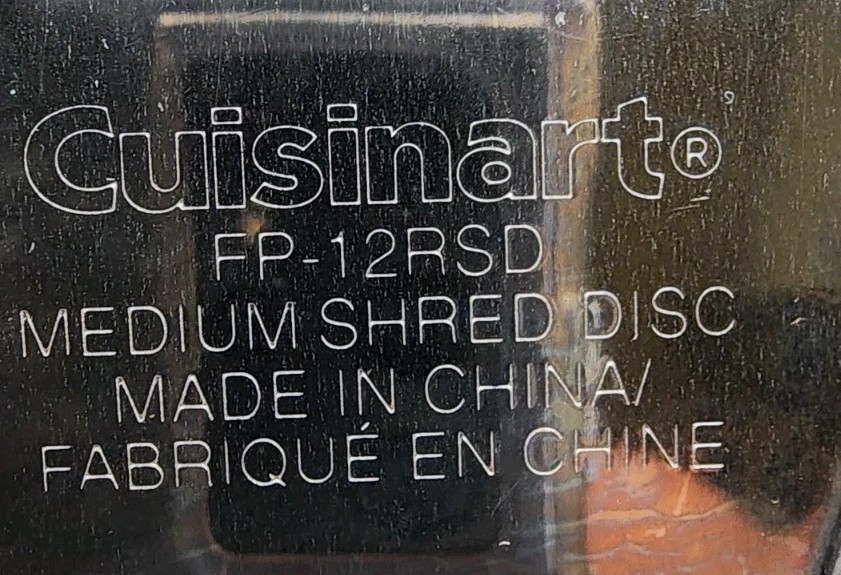 Cuisinart®
FP-12RSD
MEDIUM SHRED DISC
MADE IN CHINA/
FABRIQUÉ EN CHINE